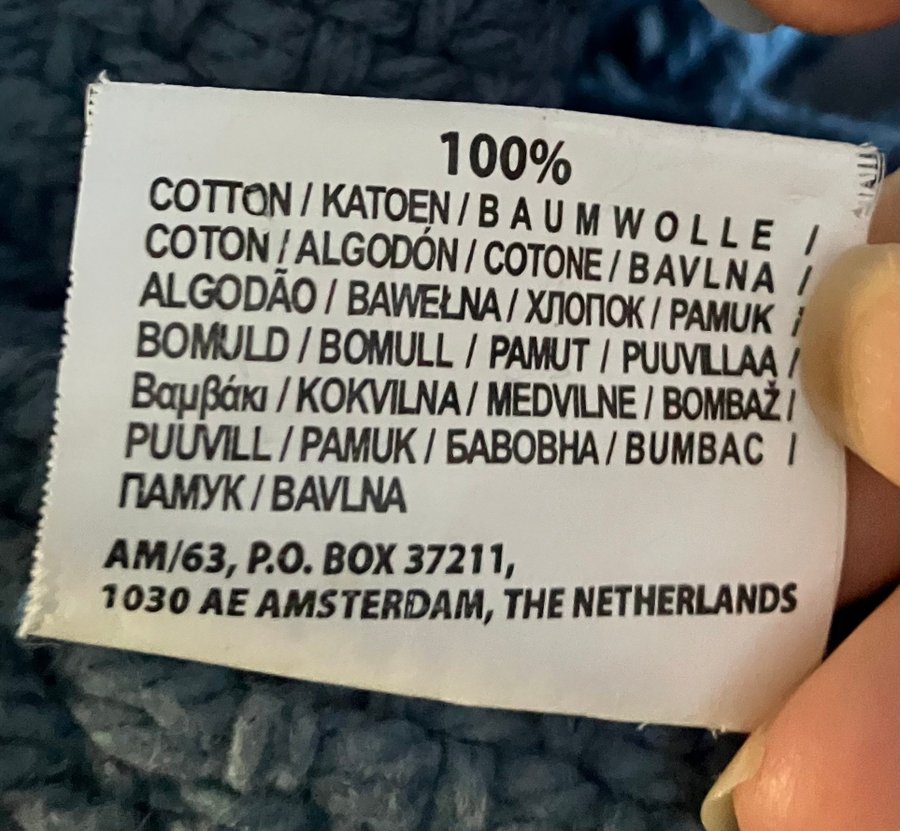 100%
COTTON / KATOEN / BAUMWOLLE /
COTON / ALGODÓN / COTONE / BAVLNA /
ALGODÃO / BAWEŁNA / ХЛОПОК / PAMUK /
BOMULD / BOMULL / PAMUT / PUUVILLAA /
Βαμβάκι / KOKVILNA / MEDVILNE / BOMBAŽ /
PUUVILL / PAMUK / БАВОВНА / BUMBAC /
ПАМУК / BAVLNA
AM/63, P.O. BOX 37211,
1030 AE AMSTERDAM, THE NETHERLANDS